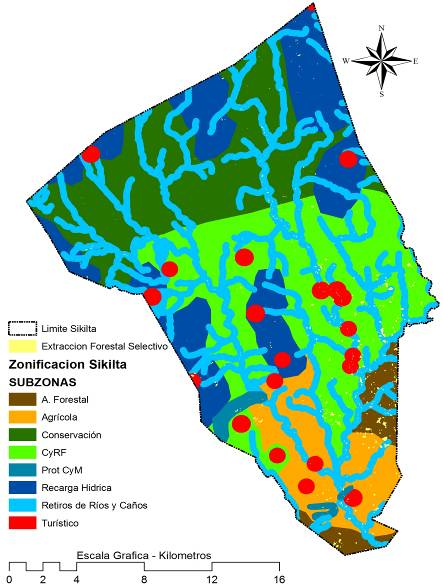 N
W E
S
Limite Sikilta
Extraccion Forestal Selectivo
Zonificacion Sikilta
SUBZONAS
A. Forestal
Agrícola
Conservación
CyRF
Prot CyM
Recarga Hidrica
Retiros de Ríos y Caños
Turístico
Escala Grafica - Kilometros
0 2 4 8 12 16